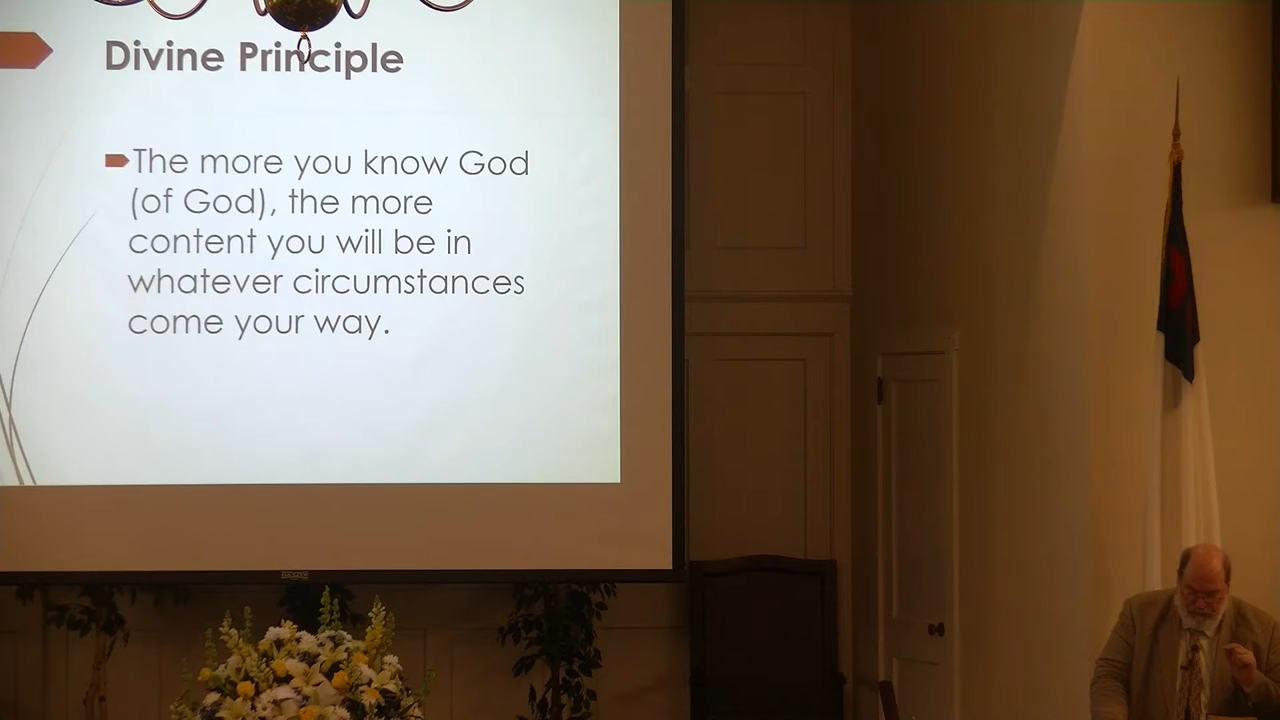 Divine Principle
The more you know God
(of God), the more
content you will be in
whatever circumstances
come your way.